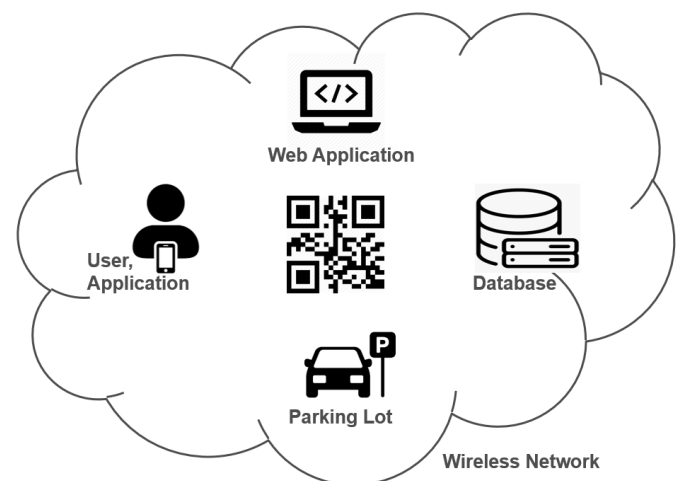 </>
Web Application
User,
Application
Database
P
Parking Lot
Wireless Network